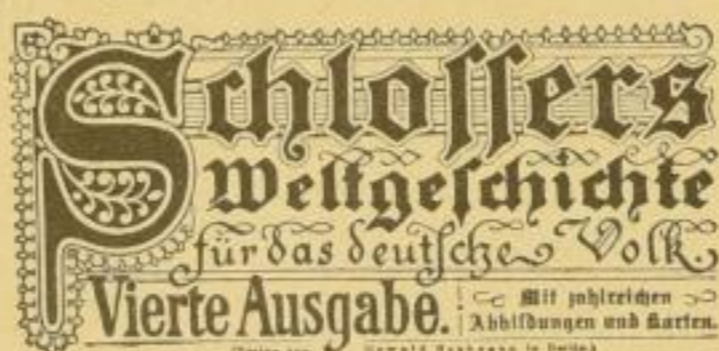 Schlossers
Weltgeschichte
für das deutsche Volk
Vierte Ausgabe.
Mit zahlreichen
Abbildungen und Karten.